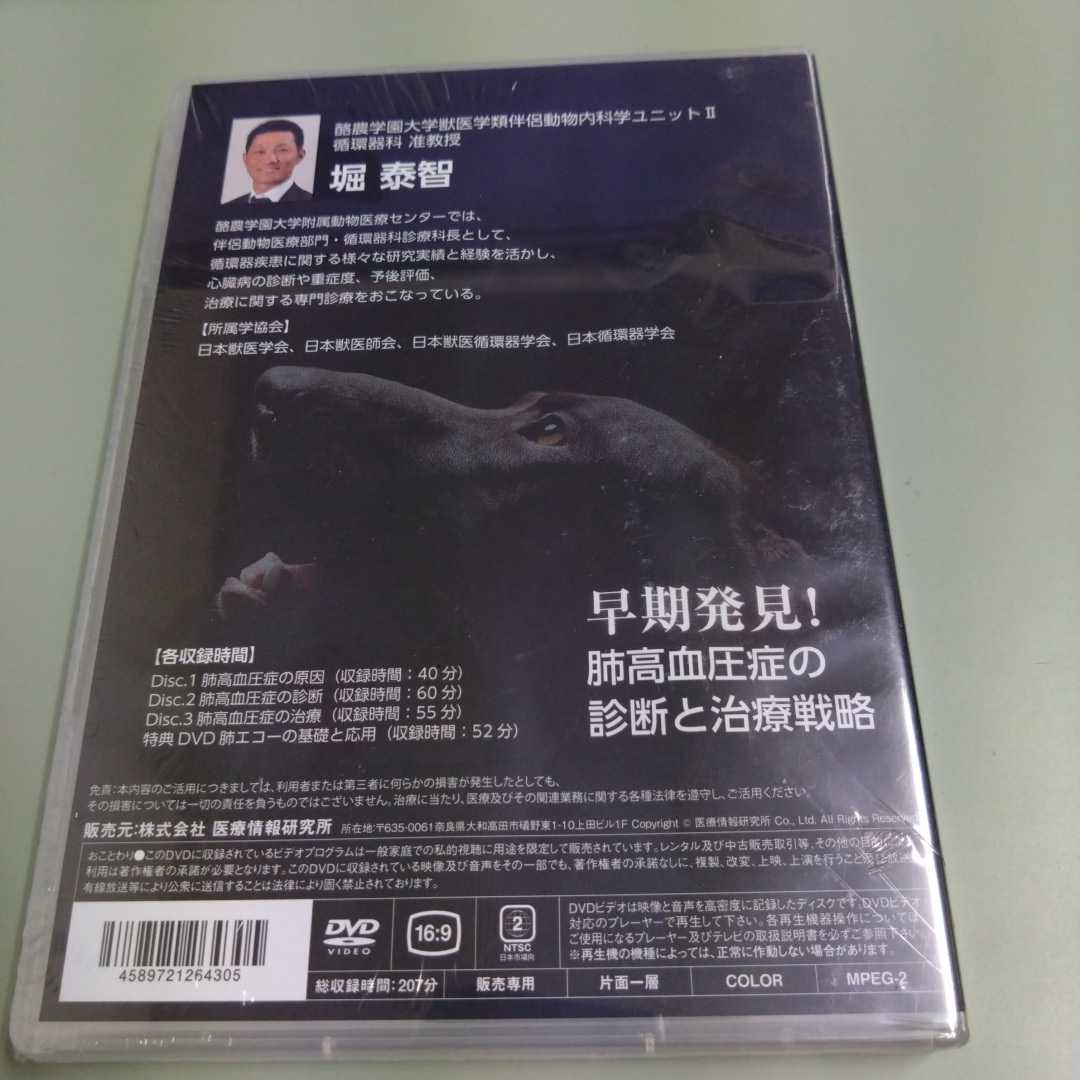 酪農学園大学獣医学類伴侶動物内科学ユニットⅡ
循環器科 准教授
堀 泰智
酪農学園大学附属動物医療センターでは、
伴侶動物医療部門・循環器科診療科長として、
循環器疾患に関する様々な研究実績と経験を活かし、
心臓病の診断や重症度、予後評価、
治療に関する専門診療をおこなっている。
【所属学協会】
日本獣医学会、日本獣医師会、日本獣医循環器学会、日本循環器学会
早期発見!
肺高血圧症の
診断と治療戦略
【各収録時間】
Disc.1 肺高血圧症の原因（収録時間：40分）
Disc.2 肺高血圧症の診断（収録時間：60分）
Disc.3 肺高血圧症の治療（収録時間：55分）
特典 DVD 肺エコーの基礎と応用（収録時間：52分）
免責：本内容のご活用につきましては、利用者または第三者に何らかの損害が発生したとしても、
その損害については一切の責任を負うものではございません。治療に当たり、医療及びその関連業務に関する各種法律を遵守し、ご活用ください。
販売元：株式会社 医療情報研究所 所在地：〒635-0061奈良県大和高田市礒野東1-10上田ビル1F Copyright © 医療情報研究所 Co., Ltd. All Rights Reserved
おことわり●このDVDに収録されているビデオプログラムは一般家庭での私的視聴に用途を限定して販売されています。レンタル及び中古販売取引等、その他の目的
利用は著作権者の承諾が必要となります。このDVDに収録されている映像及び音声をその一部でも、著作権者の承諾なしに、複製、改変、上映、上演を行うこと及び放送
有線放送等により公衆に送信することは法律により固く禁止されております。
4589721264305
DVD
VIDEO
16:9
2
NTSC
日本市場向
DVDビデオは映像と音声を高密度に記録したディスクです。DVDビデオ
対応のプレーヤーで再生して下さい。各再生機器操作については
ご使用になるプレーヤー及びテレビの取扱説明書を必ずご参照下さい
※再生機の機種によっては、正常に作動しない場合があります。
総収録時間：207分
販売専用
片面一層
COLOR
MPEG-2